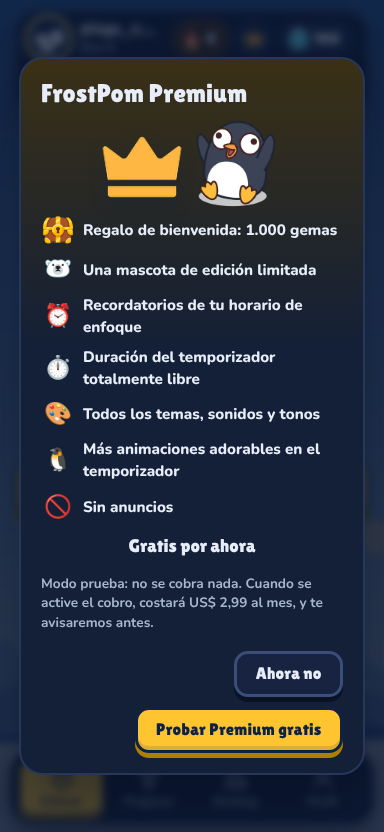 FrostPom Premium
Regalo de bienvenida: 1.000 gemas
Una mascota de edición limitada
Recordatorios de tu horario de
enfoque
Duración del temporizador
totalmente libre
Todos los temas, sonidos y tonos
Más animaciones adorables en el
temporizador
Sin anuncios
Gratis por ahora
Modo prueba: no se cobra nada. Cuando se
active el cobro, costará US$ 2,99 al mes, y te
avisaremos antes.
Ahora no
Probar Premium gratis